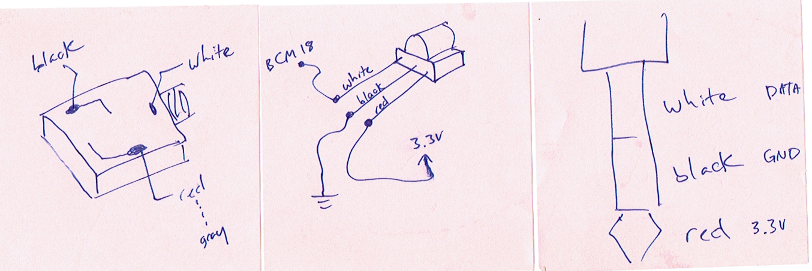 black
white
red
gray
BCM 18
white
black
red
3.3V
white DATA
black GND
red 3.3V